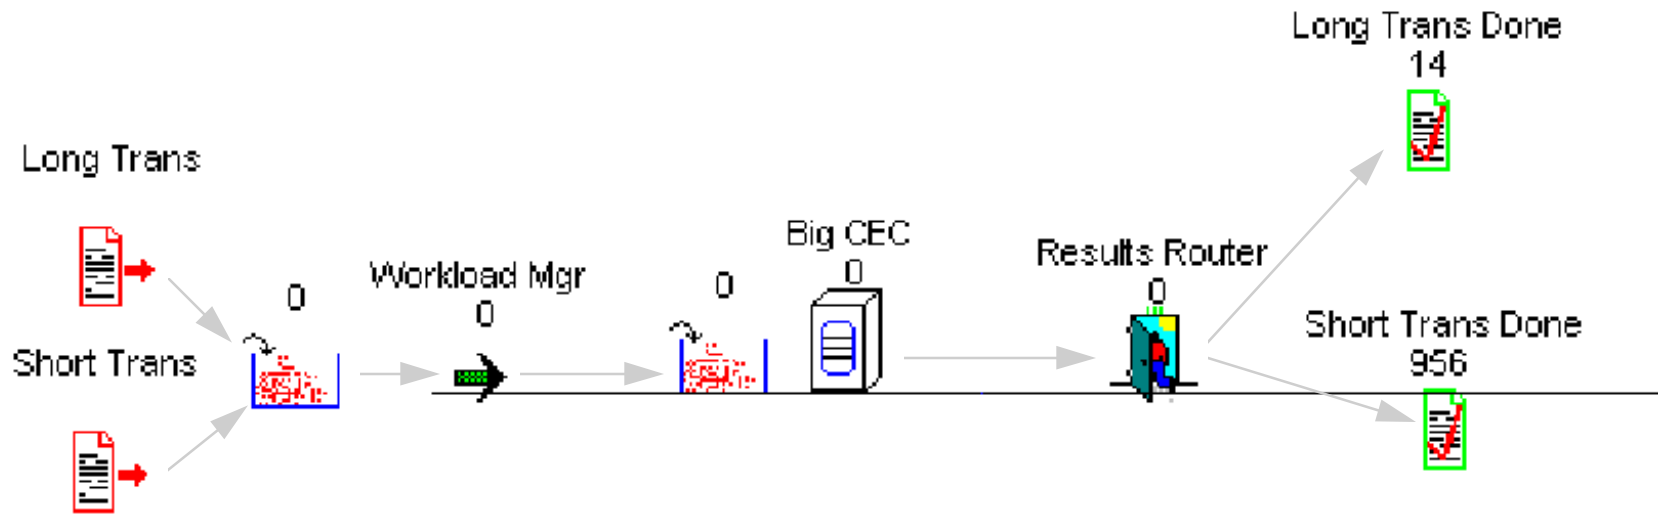 Long Trans Done
14
Long Trans
Big CEC
0
Results Router
0
Workload Mgr
0
0
0
Short Trans Done
956
Short Trans